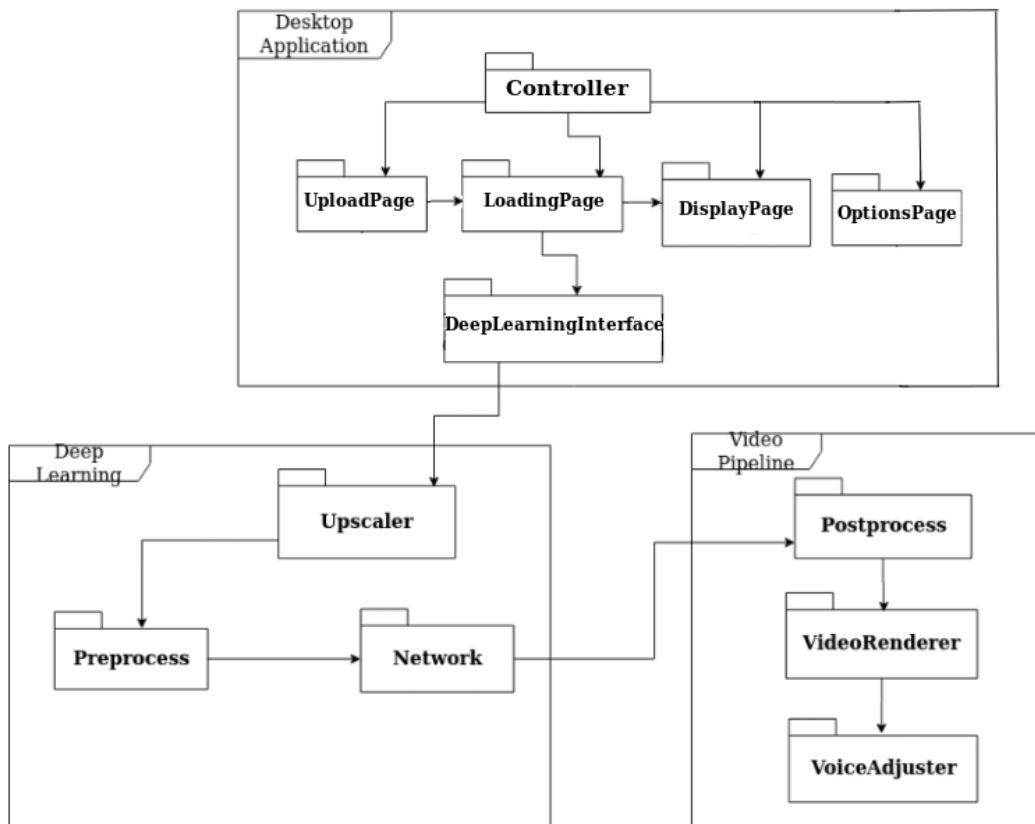 Desktop
Application
Controller
UploadPage
LoadingPage
DisplayPage
OptionsPage
DeepLearningInterface
Deep
Learning
Upscaler
Preprocess
Network
Video
Pipeline
Postprocess
VideoRenderer
VoiceAdjuster